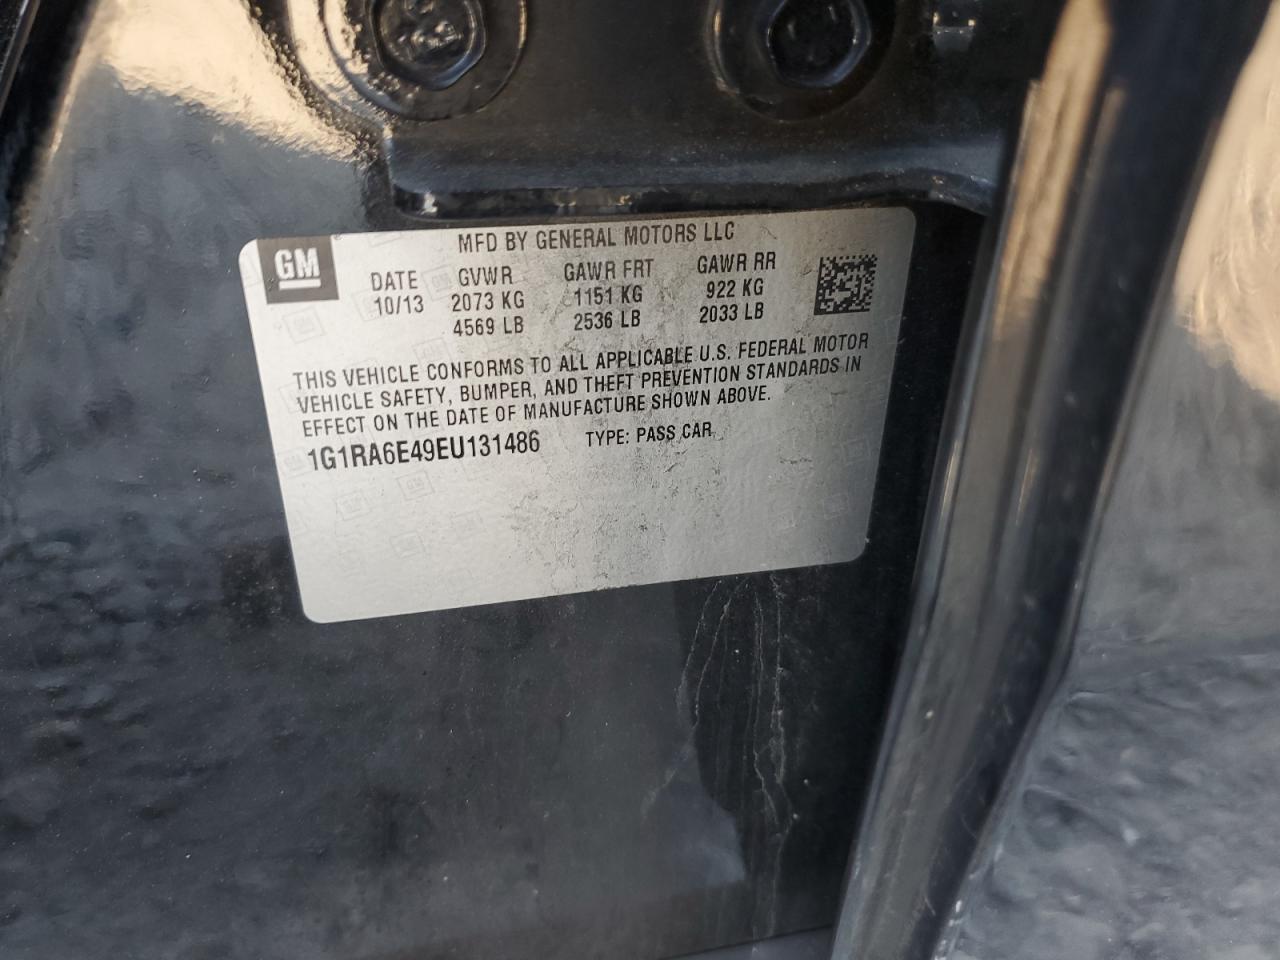 MFD BY GENERAL MOTORS LLC
GM
DATE GVWR GAWR FRT GAWR RR
10/13 2073 KG 1151 KG 922 KG
4569 LB 2536 LB 2033 LB
THIS VEHICLE CONFORMS TO ALL APPLICABLE U.S. FEDERAL MOTOR
VEHICLE SAFETY, BUMPER, AND THEFT PREVENTION STANDARDS IN
EFFECT ON THE DATE OF MANUFACTURE SHOWN ABOVE.
1G1RA6E49EU131486 TYPE: PASS CAR